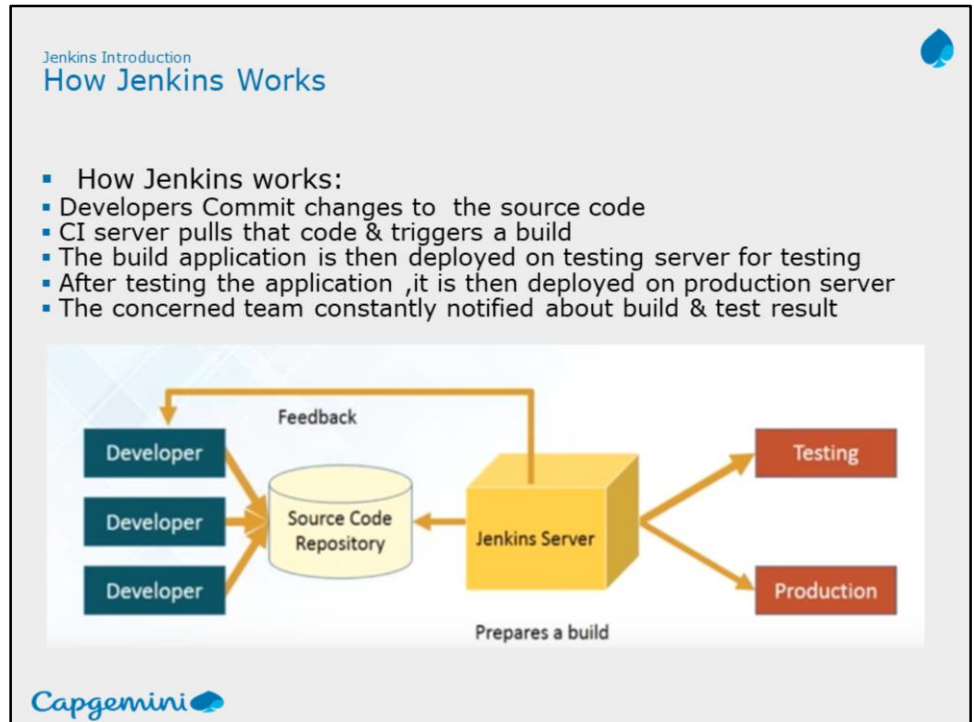 Jenkins Introduction
How Jenkins Works
▪ How Jenkins works:
▪ Developers Commit changes to the source code
▪ CI server pulls that code & triggers a build
▪ The build application is then deployed on testing server for testing
▪ After testing the application ,it is then deployed on production server
▪ The concerned team constantly notified about build & test result
Feedback
Developer
Developer
Developer
Source Code
Repository
Jenkins Server
Prepares a build
Testing
Production
Capgemini